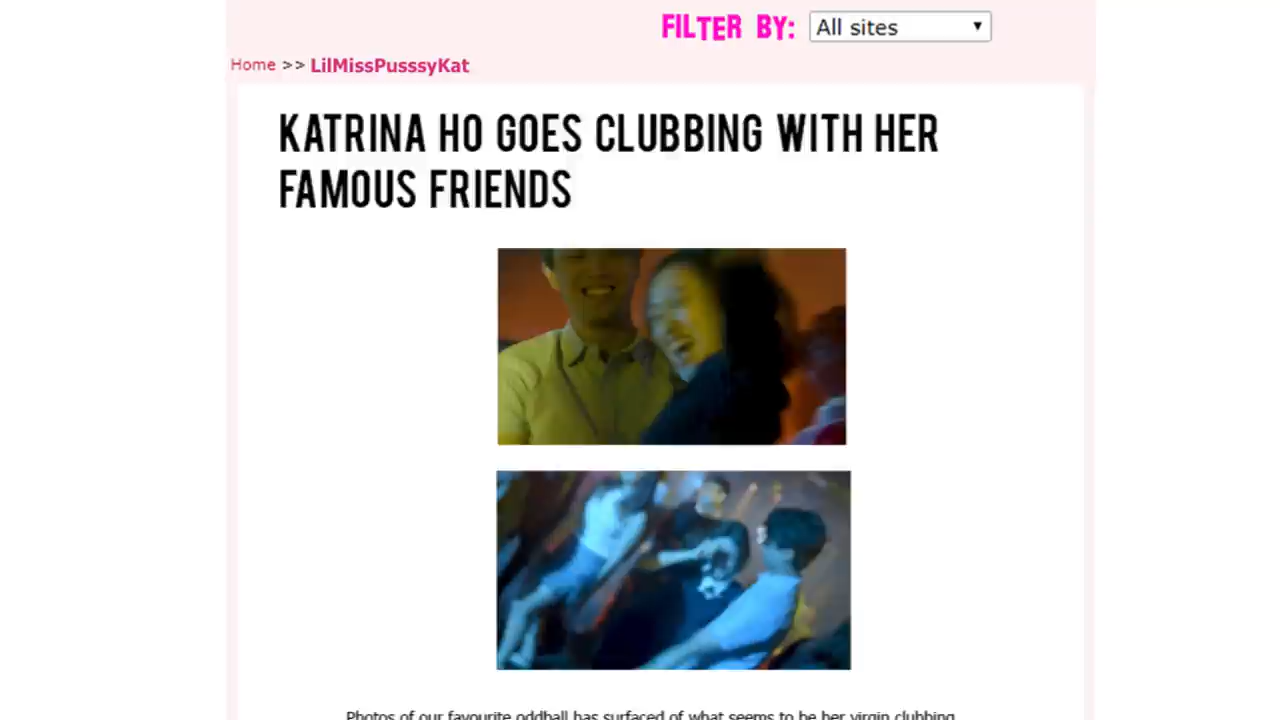 FILTER BY: All sites
Home >> LilMissPusssyKat
KATRINA HO GOES CLUBBING WITH HER
FAMOUS FRIENDS
Photos of our favourite oddball has surfaced of what seems to be her virgin clubbing